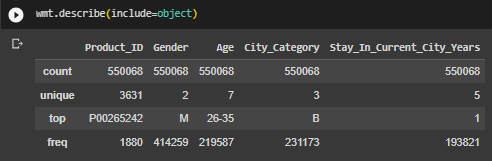 wmt.describe(include=object)
Product_ID Gender Age City_Category Stay_In_Current_City_Years
count 550068 550068 550068 550068 550068
unique 3631 2 7 3 5
top P00265242 M 26-35 B 1
freq 1880 414259 219587 231173 193821